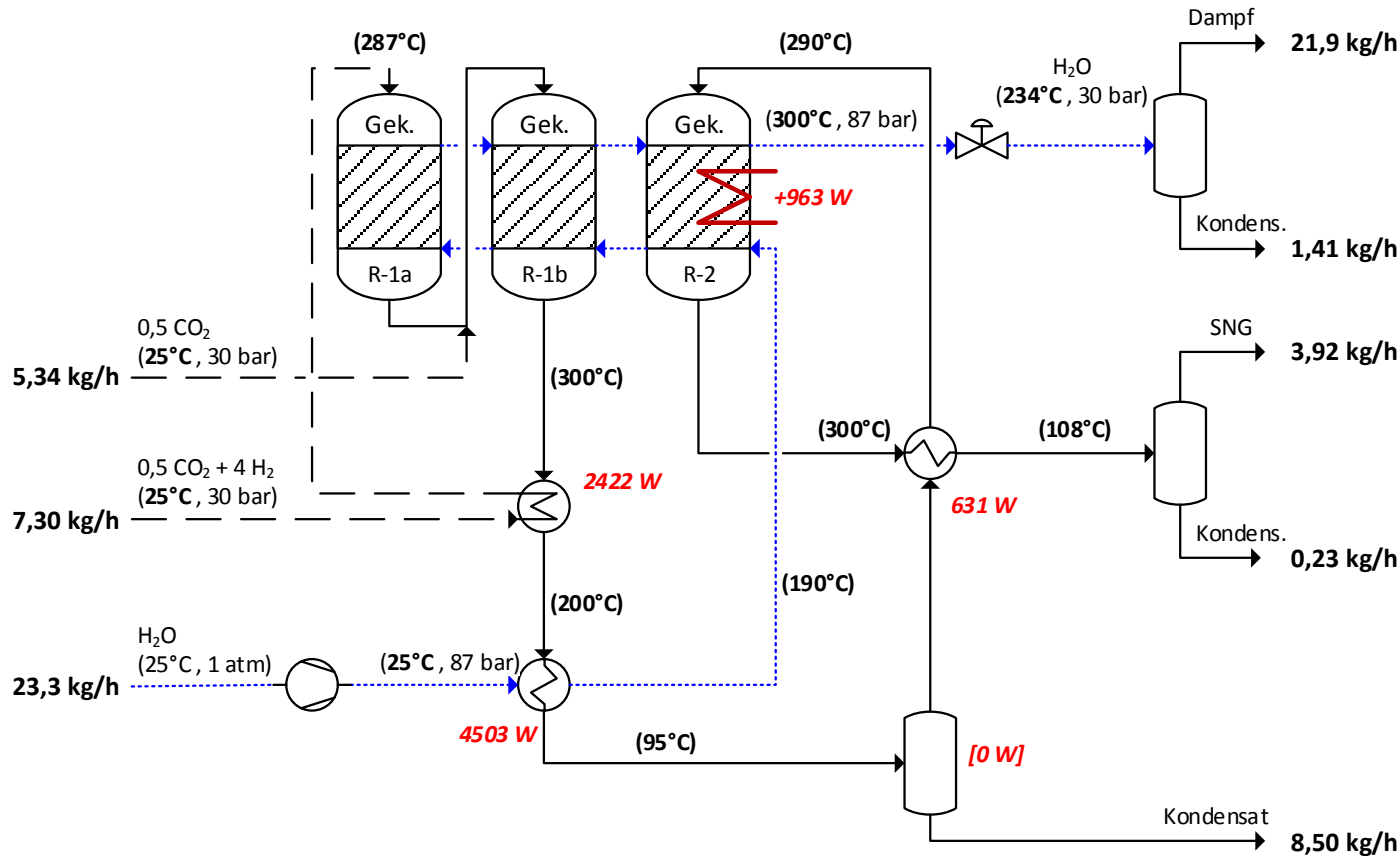 Dampf
21,9 kg/h
(287°C)
(290°C)
H₂O
(234°C , 30 bar)
Gek.
Gek.
Gek.
(300°C , 87 bar)
+963 W
Kondens.
1,41 kg/h
R-1a
R-1b
R-2
0,5 CO₂
(25°C , 30 bar)
5,34 kg/h
SNG
3,92 kg/h
(300°C)
(300°C)
(108°C)
0,5 CO₂ + 4 H₂
(25°C , 30 bar)
7,30 kg/h
2422 W
631 W
Kondens.
0,23 kg/h
(190°C)
(200°C)
H₂O
(25°C , 1 atm)
23,3 kg/h
(25°C , 87 bar)
4503 W
(95°C)
[0 W]
Kondensat
8,50 kg/h